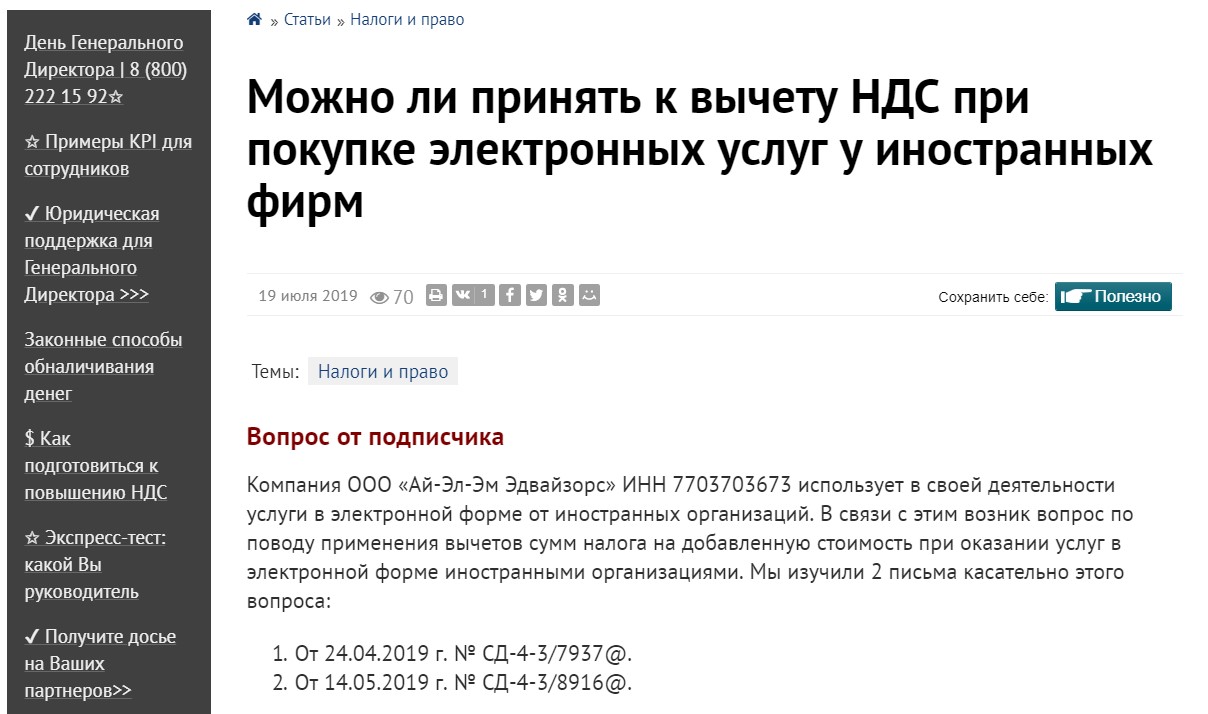 День Генерального
Директора | 8 (800)
222 15 92☆
☆ Примеры KPI для
сотрудников
✓ Юридическая
поддержка для
Генерального
Директора >>>
Законные способы
обналичивания
денег
$ Как
подготовиться к
повышению НДС
☆ Экспресс-тест:
какой Вы
руководитель
✓ Получите досье
на Ваших
партнеров>>
» Статьи » Налоги и право
Можно ли принять к вычету НДС при
покупке электронных услуг у иностранных
фирм
19 июля 2019 70 1 Сохранить себе: Полезно
Темы: Налоги и право
Вопрос от подписчика
Компания ООО «Ай-Эл-Эм Эдвайзорс» ИНН 7703703673 использует в своей деятельности
услуги в электронной форме от иностранных организаций. В связи с этим возник вопрос по
поводу применения вычетов сумм налога на добавленную стоимость при оказании услуг в
электронной форме иностранными организациями. Мы изучили 2 письма касательно этого
вопроса:
1. От 24.04.2019 г. № СД-4-3/7937@.
2. От 14.05.2019 г. № СД-4-3/8916@.